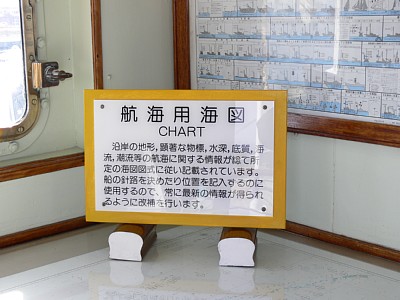 航海用海図
CHART
沿岸の地形，顕著な物標，水深，底質，海
流，潮流等の航海に関する情報が総て所
定の海図図式に従い記載されています。
船の針路を決めたり位置を記入するのに
使用するので、常に最新の情報が得られ
るように改補を行います。